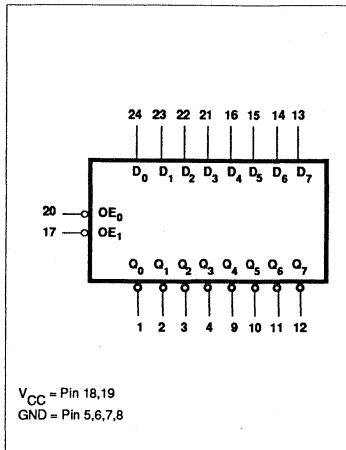 24 23 22 21 16 15 14 13
D0 D1 D2 D3 D4 D5 D6 D7
20 OE0
17 OE1
Q0 Q1 Q2 Q3 Q4 Q5 Q6 Q7
1 2 3 4 9 10 11 12
VCC = Pin 18,19
GND = Pin 5,6,7,8